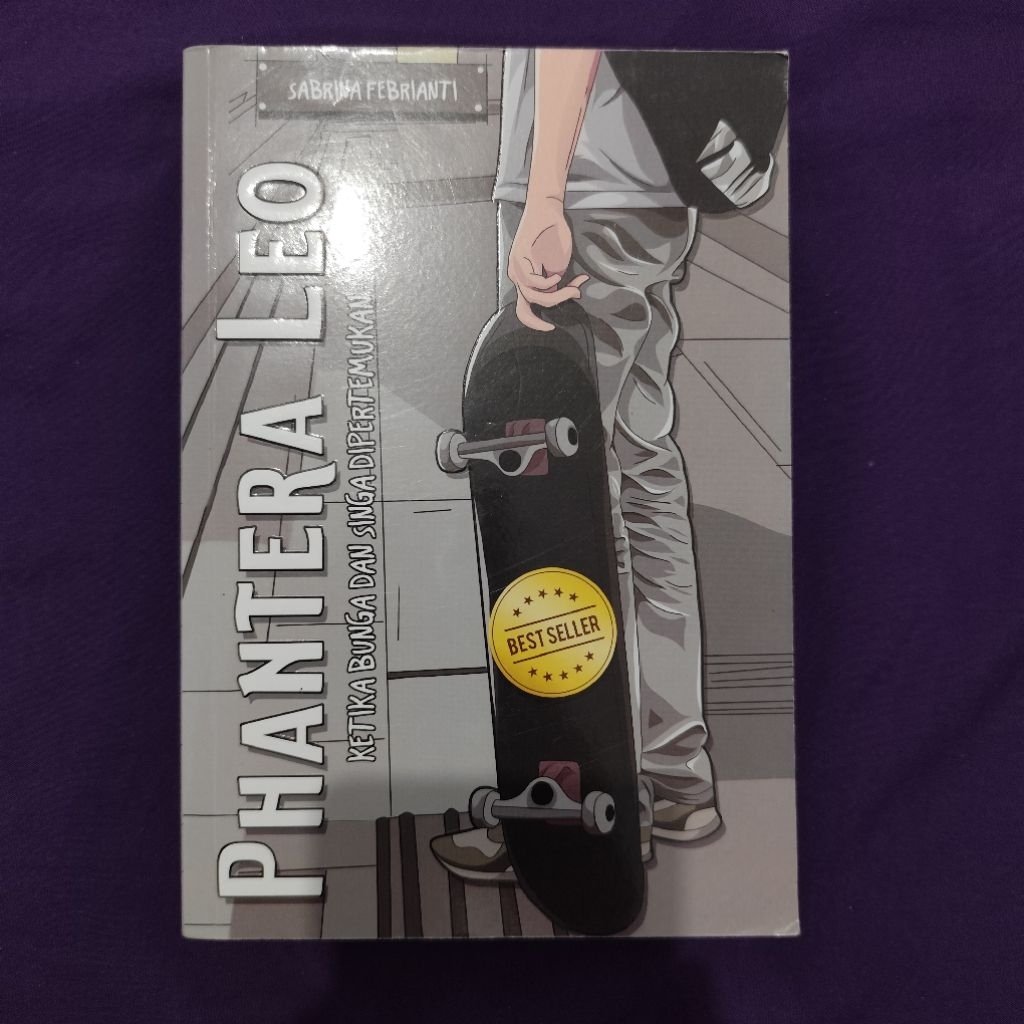 SABRINA FEBRIANTI
PHANTERA LEO
KETIKA BUNGA DAN SINGA DIPERTEMUKAN
BEST SELLER